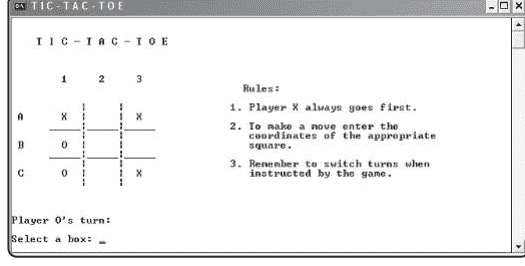 TIC-TAC-TOE
T I C - T A C - T O E
1 2 3
Rules:
1. Player X always goes first.
A X X
2. To make a move enter the
coordinates of the appropriate
square.
B O
3. Remember to switch turns when
instructed by the game.
C O X
Player O's turn:
Select a box: _